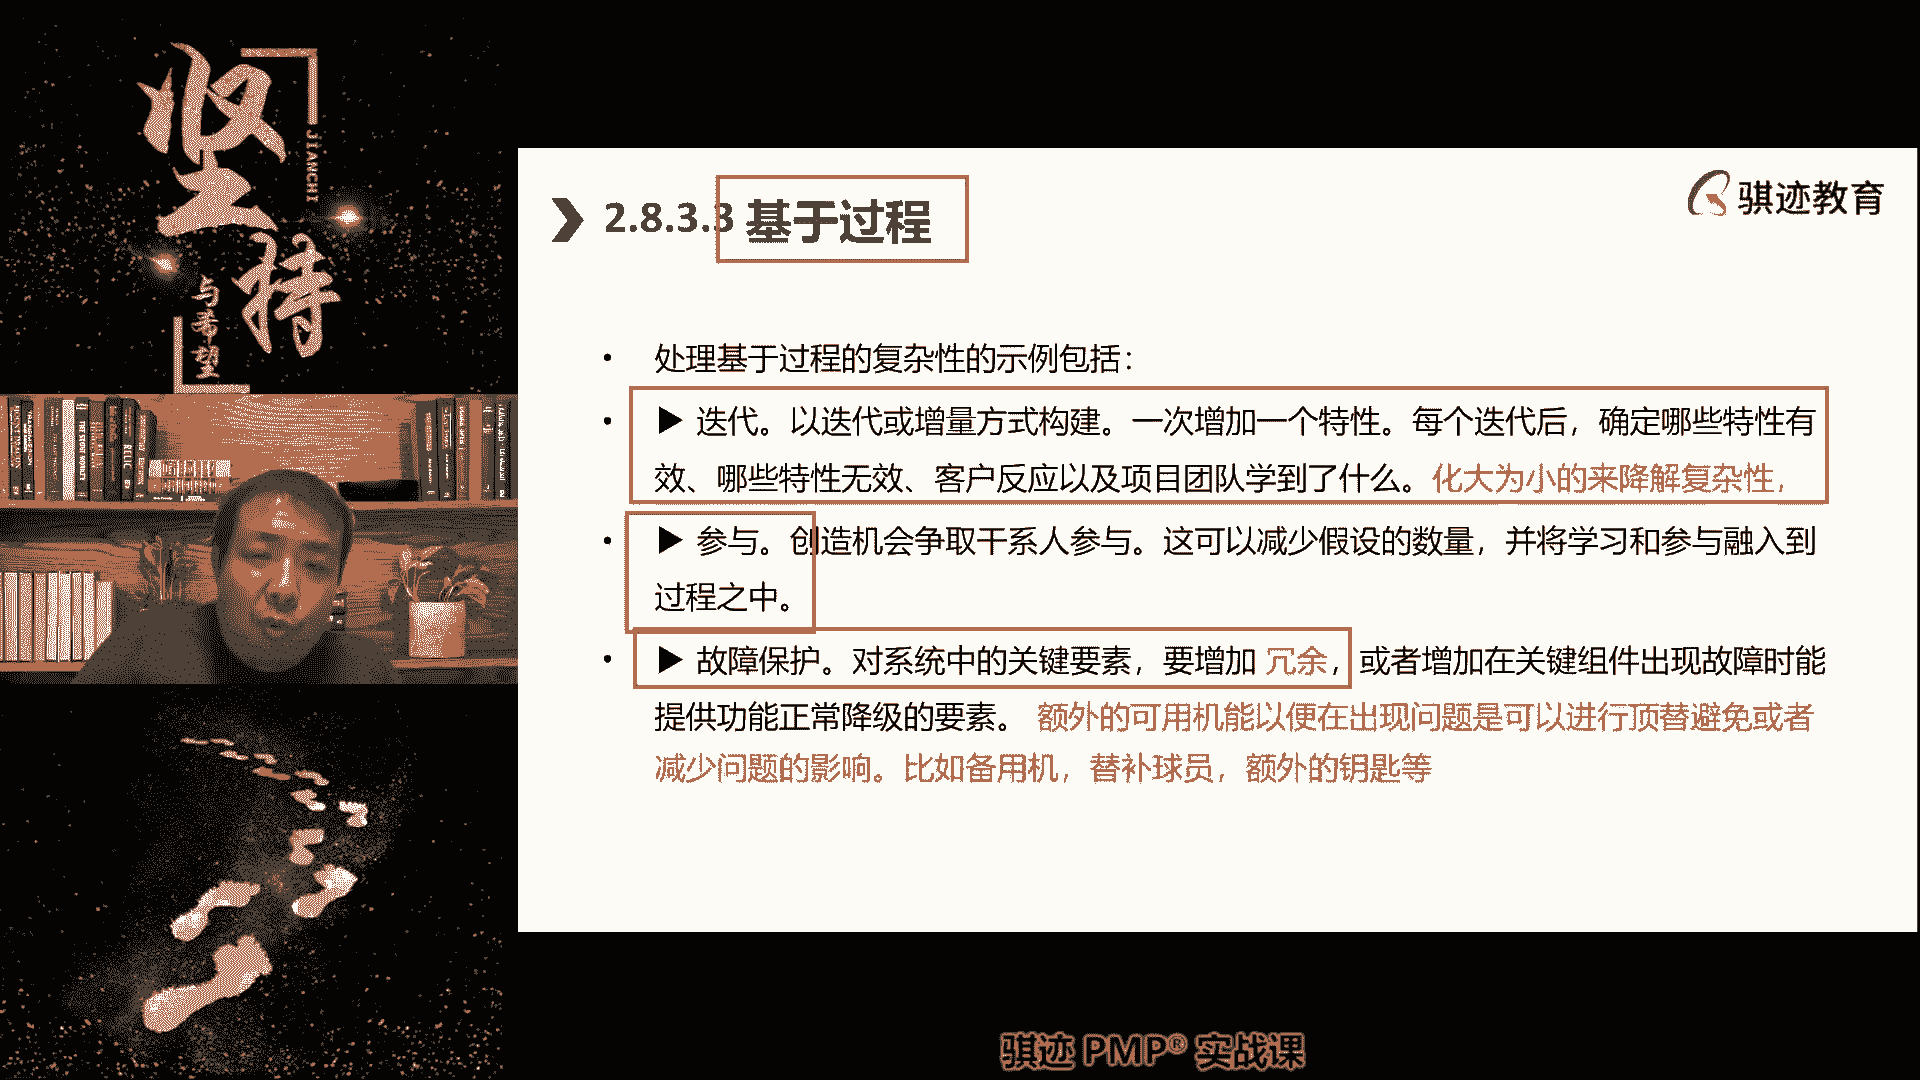 坚持
JIANCHI
与希望
2.8.3.3 基于过程
骐迹教育
• 处理基于过程的复杂性的示例包括：
• ▶ 迭代。以迭代或增量方式构建。一次增加一个特性。每个迭代后，确定哪些特性有
效、哪些特性无效、客户反应以及项目团队学到了什么。化大为小的来降解复杂性，
• ▶ 参与。创造机会争取干系人参与。这可以减少假设的数量，并将学习和参与融入到
过程之中。
• ▶ 故障保护。对系统中的关键要素，要增加 冗余，或者增加在关键组件出现故障时能
提供功能正常降级的要素。 额外的可用机能以便在出现问题是可以进行顶替避免或者
减少问题的影响。比如备用机，替补球员，额外的钥匙等
骐迹 PMP® 实战课